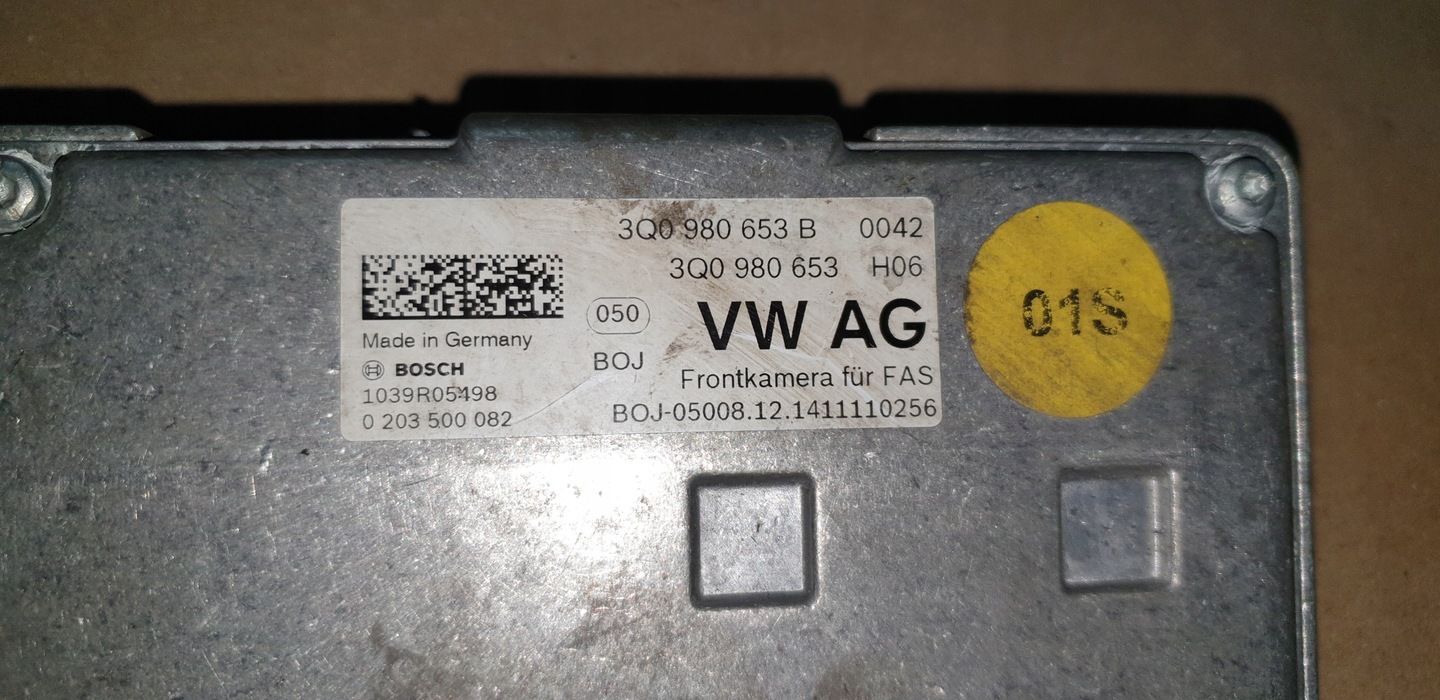 3Q0 980 653 B 0042
3Q0 980 653 H06
050
VW AG
Made in Germany
BOJ
BOSCH
Frontkamera für FAS
1039R05498
BOJ-05008.12.1411110256
0 203 500 082
01S